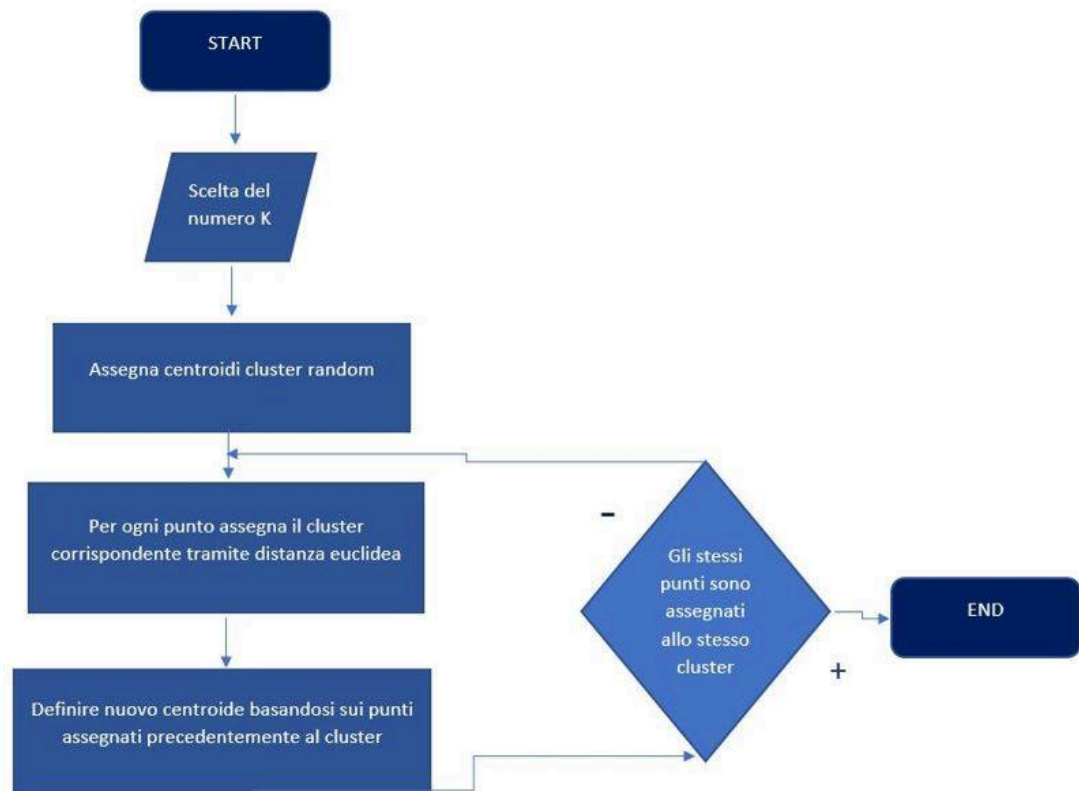 START
Scelta del
numero K
Assegna centroidi cluster random
Per ogni punto assegna il cluster
corrispondente tramite distanza euclidea
Definire nuovo centroide basandosi sui punti
assegnati precedentemente al cluster
-
Gli stessi
punti sono
assegnati
allo stesso
cluster
+
END